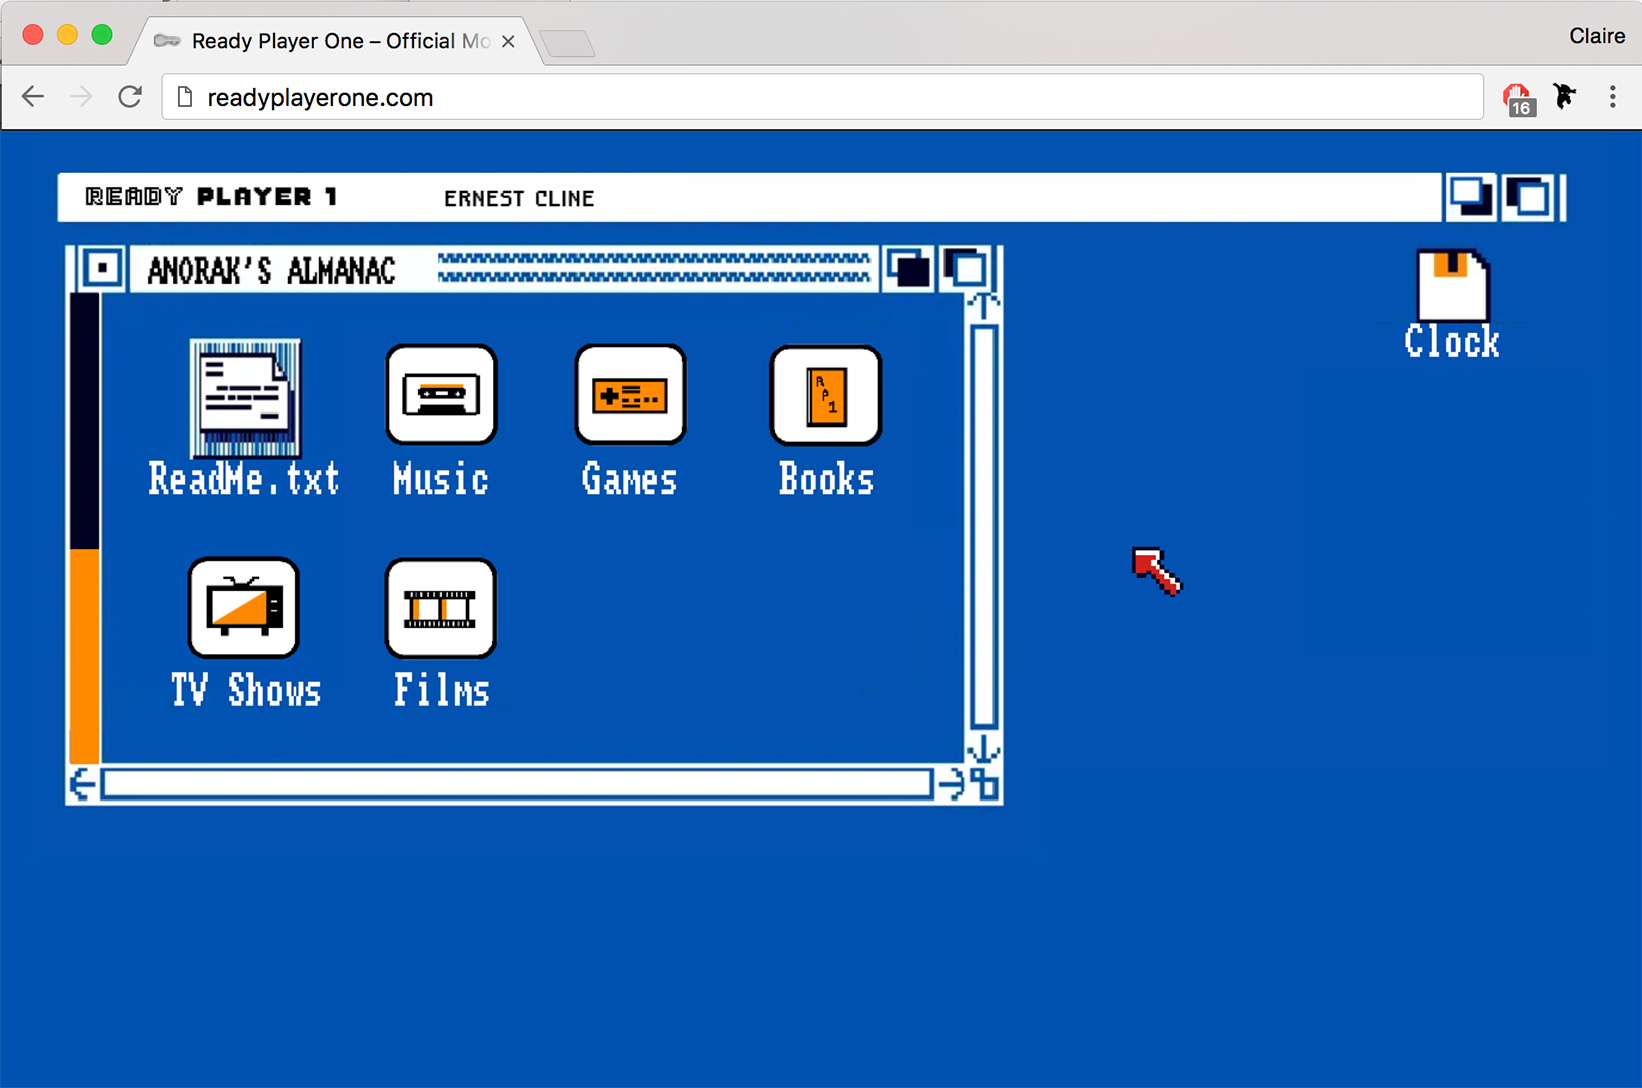 Ready Player One – Official Mo
Claire
readyplayerone.com
16
READY PLAYER 1
ERNEST CLINE
ANORAK'S ALMANAC
Clock
R
P
1
ReadMe.txt
Music
Games
Books
TV Shows
Films